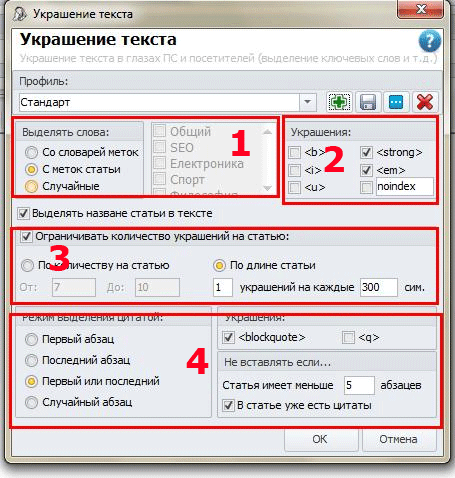 Украшение текста
Украшение текста
Украшение текста в глазах ПС и посетителей (выделение ключевых слов и т.д.)
Профиль:
Стандарт
Выделять слова:
Со словарей меток
С меток статьи
Случайные
Общий
SEO
Електроника
Спорт
Философия
1
Украшения:
<b>
<strong>
<i>
<em>
<u>
noindex
2
Выделять назване статьи в тексте
Ограничивать количество украшений на статью:
3
По количеству на статью
По длине статьи
От: 7 До: 10
1 украшений на каждые 300 сим.
Режим выделения цитатой:
Первый абзац
Последний абзац
Первый или последний
Случайный абзац
4
Украшения:
<blockquote>
<q>
Не вставлять если...
Статья имеет меньше 5 абзацев
В статье уже есть цитаты
OK
Отмена